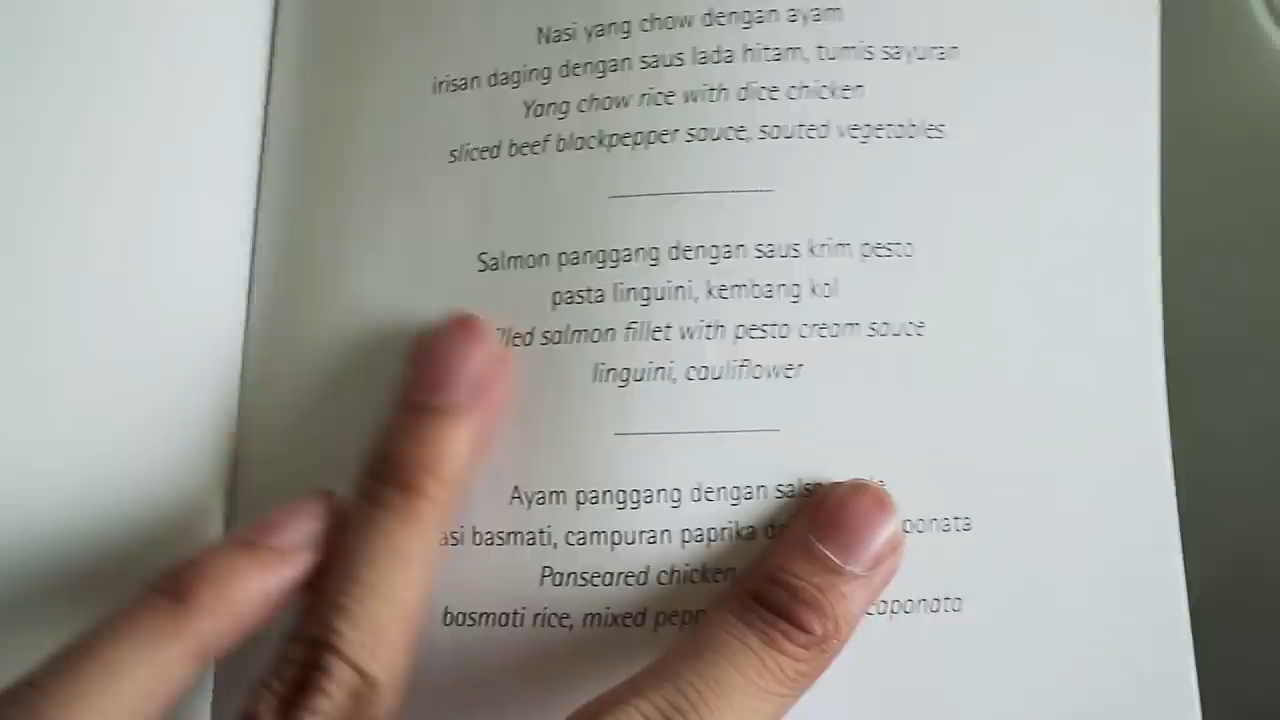 Nasi yang chow dengan ayam
irisan daging dengan saus lada hitam, tumis sayuran
Yang chow rice with dice chicken
sliced beef blackpepper sauce, sauted vegetables
Salmon panggang dengan saus krim pesto
pasta linguini, kembang kol
salmon fillet with pesto cream sauce
linguini, cauliflower
Ayam panggang dengan
basmati, campuran paprika
Panseared chicken
basmati rice, mixed caponata